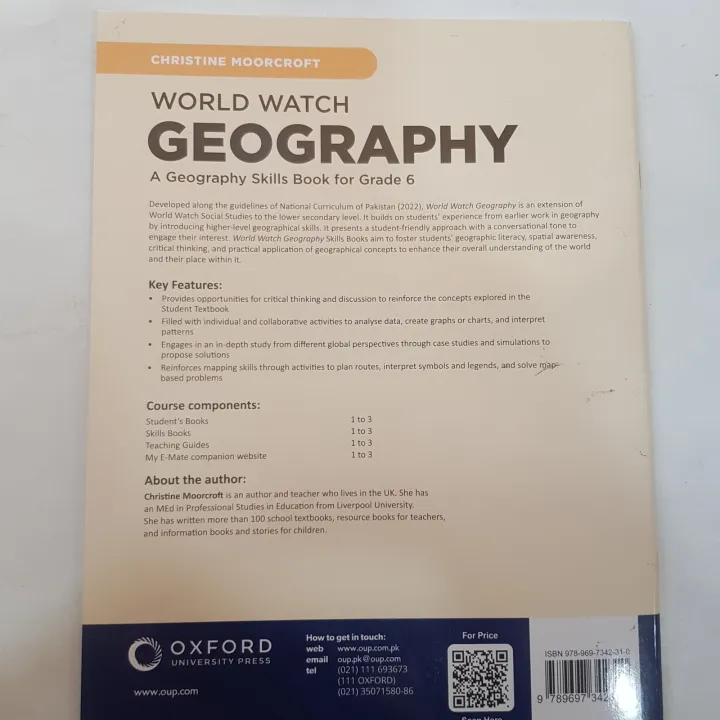 CHRISTINE MOORCROFT
WORLD WATCH
GEOGRAPHY
A Geography Skills Book for Grade 6
Developed along the guidelines of National Curriculum of Pakistan (2022), World Watch Geography is an extension of
World Watch Social Studies to the lower secondary level. It builds on students' experience from earlier work in geography
by introducing higher-level geographical skills. It presents a student-friendly approach with a conversational tone to
engage their interest. World Watch Geography Skills Books aim to foster students' geographic literacy, spatial awareness,
critical thinking, and practical application of geographical concepts to enhance their overall understanding of the world
and their place within it.
Key Features:
• Provides opportunities for critical thinking and discussion to reinforce the concepts explored in the
Student Textbook
• Filled with individual and collaborative activities to analyse data, create graphs or charts, and interpret
patterns
• Engages in an in-depth study from different global perspectives through case studies and simulations to
propose solutions
• Reinforces mapping skills through activities to plan routes, interpret symbols and legends, and solve map-
based problems
Course components:
Student's Books 1 to 3
Skills Books 1 to 3
Teaching Guides 1 to 3
My E-Mate companion website 1 to 3
About the author:
Christine Moorcroft is an author and teacher who lives in the UK. She has
an MEd in Professional Studies in Education from Liverpool University.
She has written more than 100 school textbooks, resource books for teachers,
and information books and stories for children.
OXFORD
UNIVERSITY PRESS
www.oup.com
How to get in touch:
web www.oup.com.pk
email oup.pk@oup.com
tel (021) 111 693673
(111 OXFORD)
(021) 35071580-86
For Price
Scan Here
ISBN 978-969-7342-31-0
9 789697 342